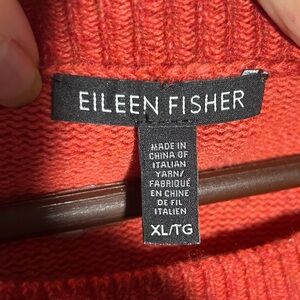 EILEEN FISHER
MADE IN
CHINA OF
ITALIAN
YARN/
FABRIQUÉ
EN CHINE
DE FIL
ITALIEN
XL/TG